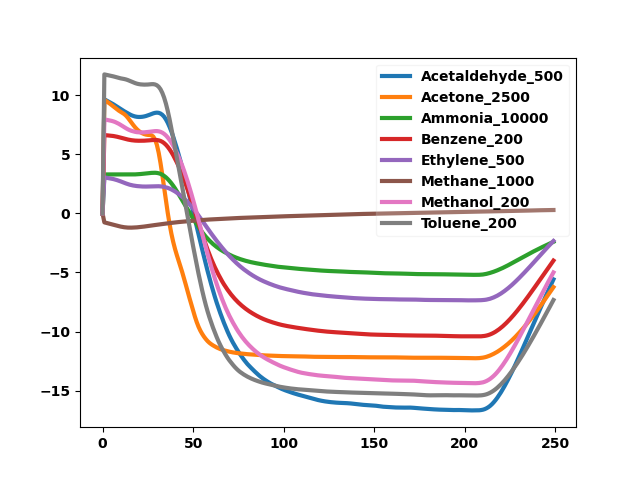 Acetaldehyde_500
Acetone_2500
Ammonia_10000
Benzene_200
Ethylene_500
Methane_1000
Methanol_200
Toluene_200
10
5
0
−5
−10
−15
0 50 100 150 200 250